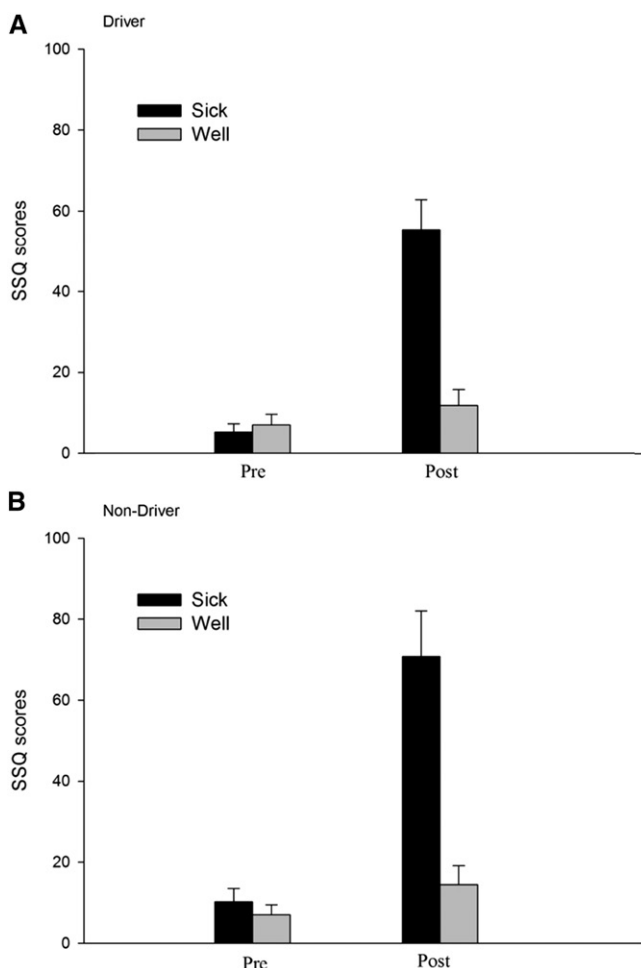 A
Driver
100
Sick
Well
80
60
40
20
0
SSQ scores
Pre Post
B
Non-Driver
100
Sick
Well
80
60
40
20
0
SSQ scores
Pre Post